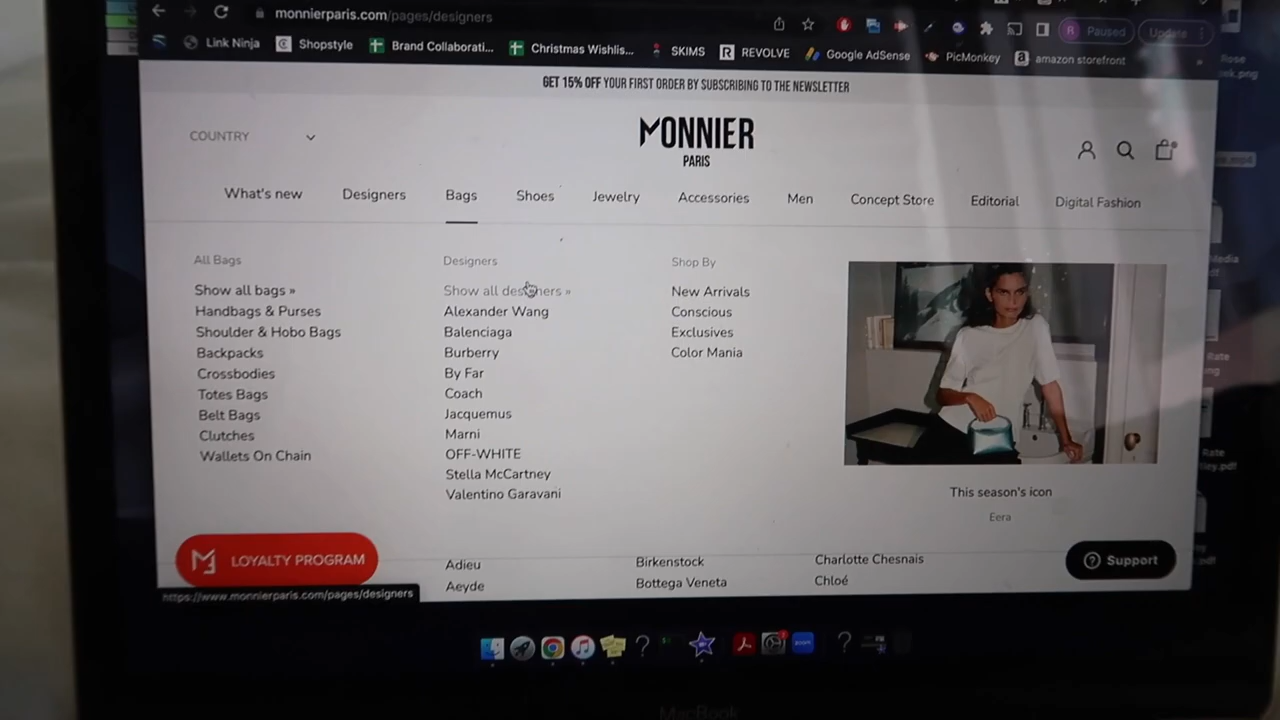 monnierparis.com/pages/designers
R Paused Update
Link Ninja Shopstyle Brand Collaborati... Christmas Wishlis... SKIMS R REVOLVE Google AdSense PicMonkey a amazon storefront »
Rose
GET 15% OFF YOUR FIRST ORDER BY SUBSCRIBING TO THE NEWSLETTER
COUNTRY
MONNIER
PARIS
What's new Designers Bags Shoes Jewelry Accessories Men Concept Store Editorial Digital Fashion
All Bags
Show all bags »
Handbags & Purses
Shoulder & Hobo Bags
Backpacks
Crossbodies
Totes Bags
Belt Bags
Clutches
Wallets On Chain
Designers
Show all designers »
Alexander Wang
Balenciaga
Burberry
By Far
Coach
Jacquemus
Marni
OFF-WHITE
Stella McCartney
Valentino Garavani
Shop By
New Arrivals
Conscious
Exclusives
Color Mania
This season's icon
Eera
LOYALTY PROGRAM
Adieu Birkenstock Charlotte Chesnais
Aeyde Bottega Veneta Chloé
? Support
https://www.monnierparis.com/pages/designers
Rate
Rate
zoom
MacBook